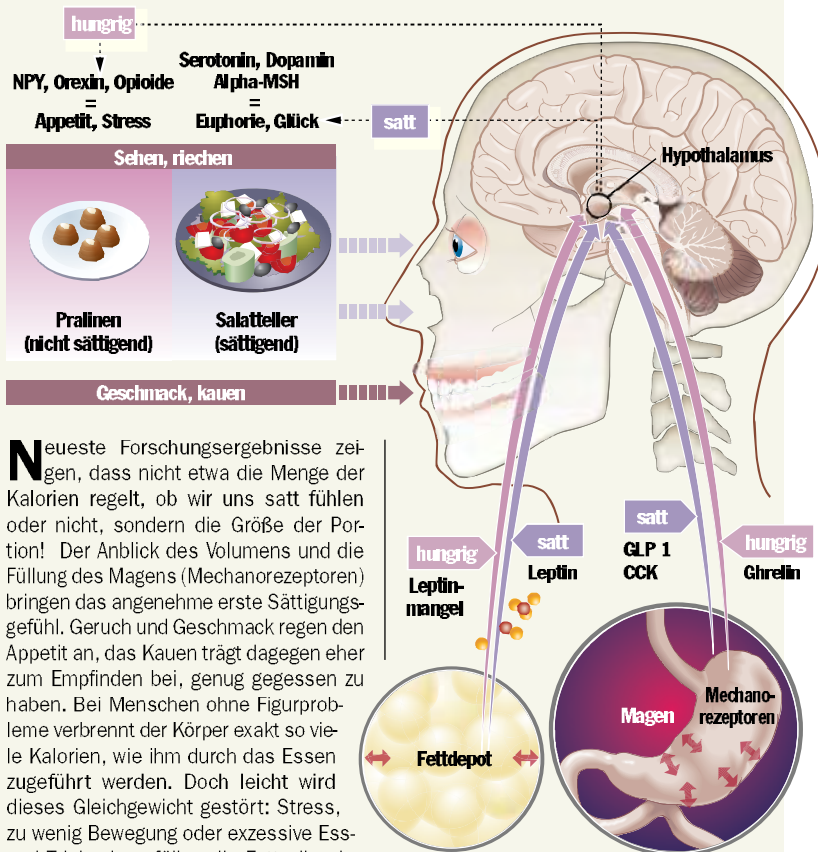 hungrig
NPY, Orexin, Opioide
=
Appetit, Stress
Serotonin, Dopamin
Alpha-MSH
=
Euphorie, Glück
satt
Hypothalamus
Sehen, riechen
Pralinen
(nicht sättigend)
Salatteller
(sättigend)
Geschmack, kauen
Neueste Forschungsergebnisse zei-
gen, dass nicht etwa die Menge der
Kalorien regelt, ob wir uns satt fühlen
oder nicht, sondern die Größe der Por-
tion! Der Anblick des Volumens und die
Füllung des Magens (Mechanorezeptoren)
bringen das angenehme erste Sättigungs-
gefühl. Geruch und Geschmack regen den
Appetit an, das Kauen trägt dagegen eher
zum Empfinden bei, genug gegessen zu
haben. Bei Menschen ohne Figurprob-
leme verbrennt der Körper exakt so vie-
le Kalorien, wie ihm durch das Essen
zugeführt werden. Doch leicht wird
dieses Gleichgewicht gestört: Stress,
zu wenig Bewegung oder exzessive Ess-
hungrig
Leptin-
mangel
satt
Leptin
satt
GLP 1
CCK
hungrig
Ghrelin
Fettdepot
Magen
Mechano-
rezeptoren